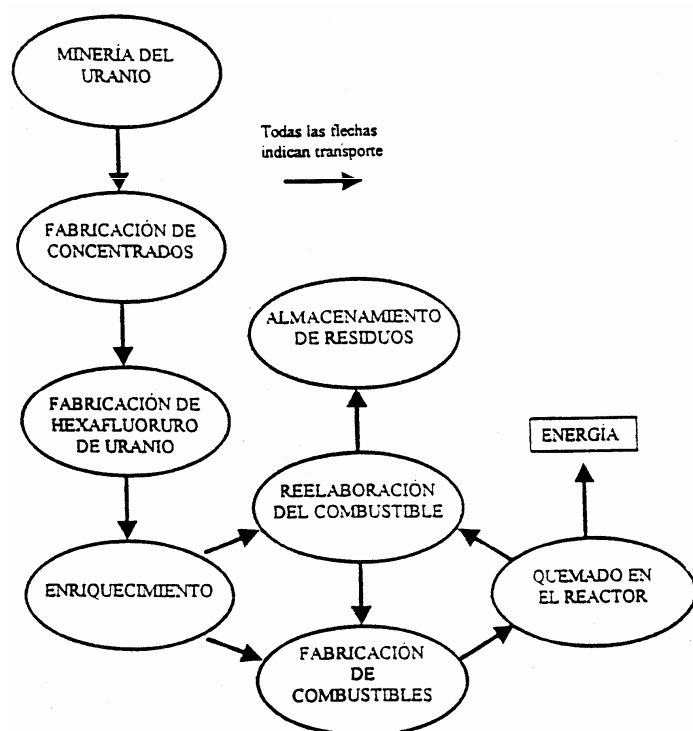 MINERÍA DEL
URANIO
Todas las flechas
indican transporte
FABRICACIÓN DE
CONCENTRADOS
ALMACENAMIENTO
DE RESIDUOS
FABRICACIÓN DE
HEXAFLUORURO
DE URANIO
ENERGÍA
REELABORACIÓN
DEL COMBUSTIBLE
ENRIQUECIMIENTO
QUEMADO EN
EL REACTOR
FABRICACIÓN
DE
COMBUSTIBLES